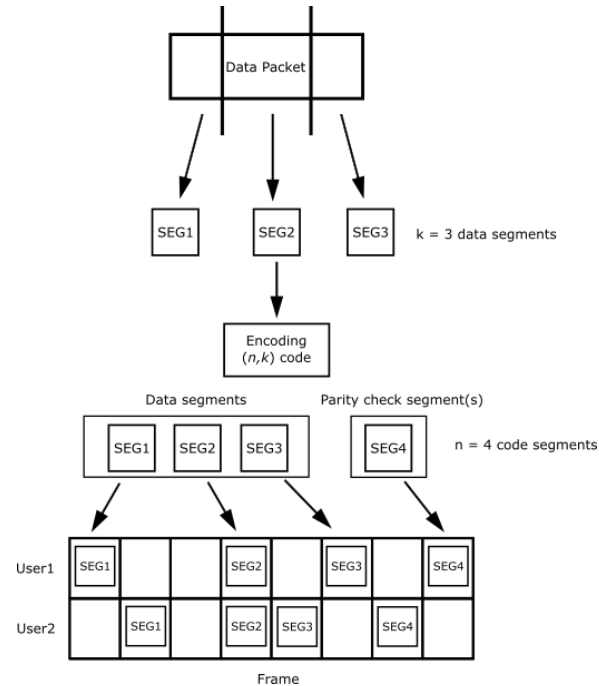 Data Packet
SEG1 SEG2 SEG3 k = 3 data segments
Encoding
(n,k) code
Data segments Parity check segment(s)
SEG1 SEG2 SEG3 SEG4 n = 4 code segments
User1 SEG1 SEG2 SEG3 SEG4
User2 SEG1 SEG2 SEG3 SEG4
Frame